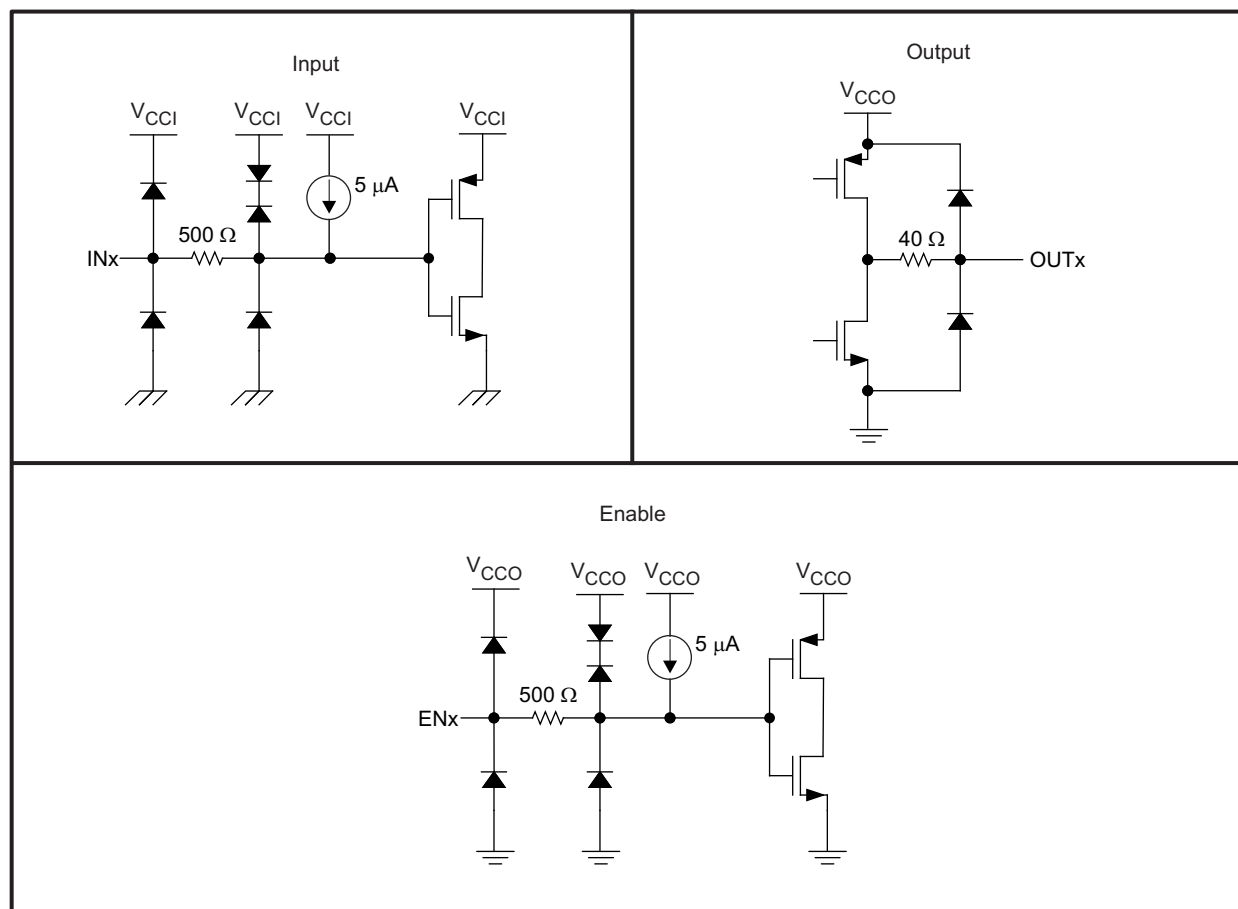 Input
V_CCI V_CCI V_CCI V_CCI
5 μA
500 Ω
INx
Output
V_CCO
40 Ω
OUTx
Enable
V_CCO V_CCO V_CCO V_CCO
5 μA
500 Ω
ENx